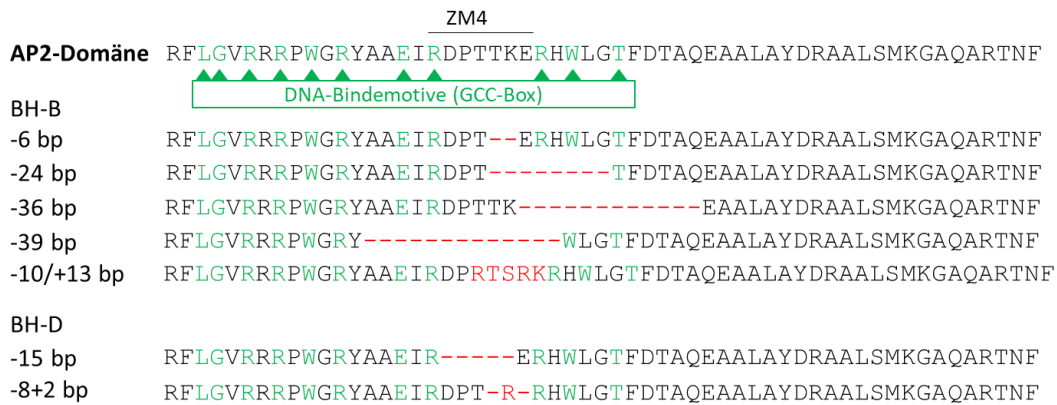 ZM4
AP2-Domäne RFLGVRRRPWGRYAAEIRDPTTKERHWLGTFDTAQEAALAYDRAALSMKGAQARTNF
DNA-Bindemotive (GCC-Box)
BH-B
-6 bp RFLGVRRRPWGRYAAEIRDPT--ERHWLGTFDTAQEAALAYDRAALSMKGAQARTNF
-24 bp RFLGVRRRPWGRYAAEIRDPT--------TFDTAQEAALAYDRAALSMKGAQARTNF
-36 bp RFLGVRRRPWGRYAAEIRDPTTK------------EAALAYDRAALSMKGAQARTNF
-39 bp RFLGVRRRPWGRY-------------WLGTFDTAQEAALAYDRAALSMKGAQARTNF
-10/+13 bp RFLGVRRRPWGRYAAEIRDPRTSRKRHWLGTFDTAQEAALAYDRAALSMKGAQARTNF
BH-D
-15 bp RFLGVRRRPWGRYAAEIR-----ERHWLGTFDTAQEAALAYDRAALSMKGAQARTNF
-8+2 bp RFLGVRRRPWGRYAAEIRDPT-R-RHWLGTFDTAQEAALAYDRAALSMKGAQARTNF